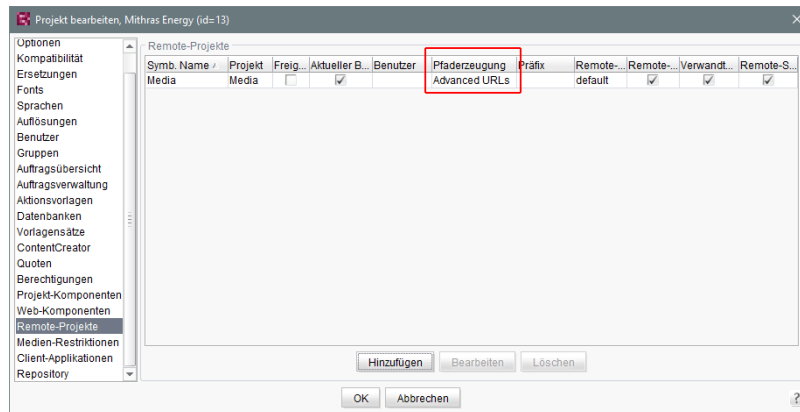 Projekt bearbeiten, Mithras Energy (id=13)
Optionen
Kompatibilität
Ersetzungen
Fonts
Sprachen
Auflösungen
Benutzer
Gruppen
Auftragsübersicht
Auftragsverwaltung
Aktionsvorlagen
Datenbanken
Vorlagensätze
ContentCreator
Quoten
Berechtigungen
Projekt-Komponenten
Web-Komponenten
Remote-Projekte
Medien-Restriktionen
Client-Applikationen
Repository
Remote-Projekte
Symb. Name Projekt Freig... Aktueller B... Benutzer Pfaderzeugung Präfix Remote-... Remote-... Verwandt... Remote-S...
Media Media Advanced URLs default
Hinzufügen Bearbeiten Löschen
OK Abbrechen
?